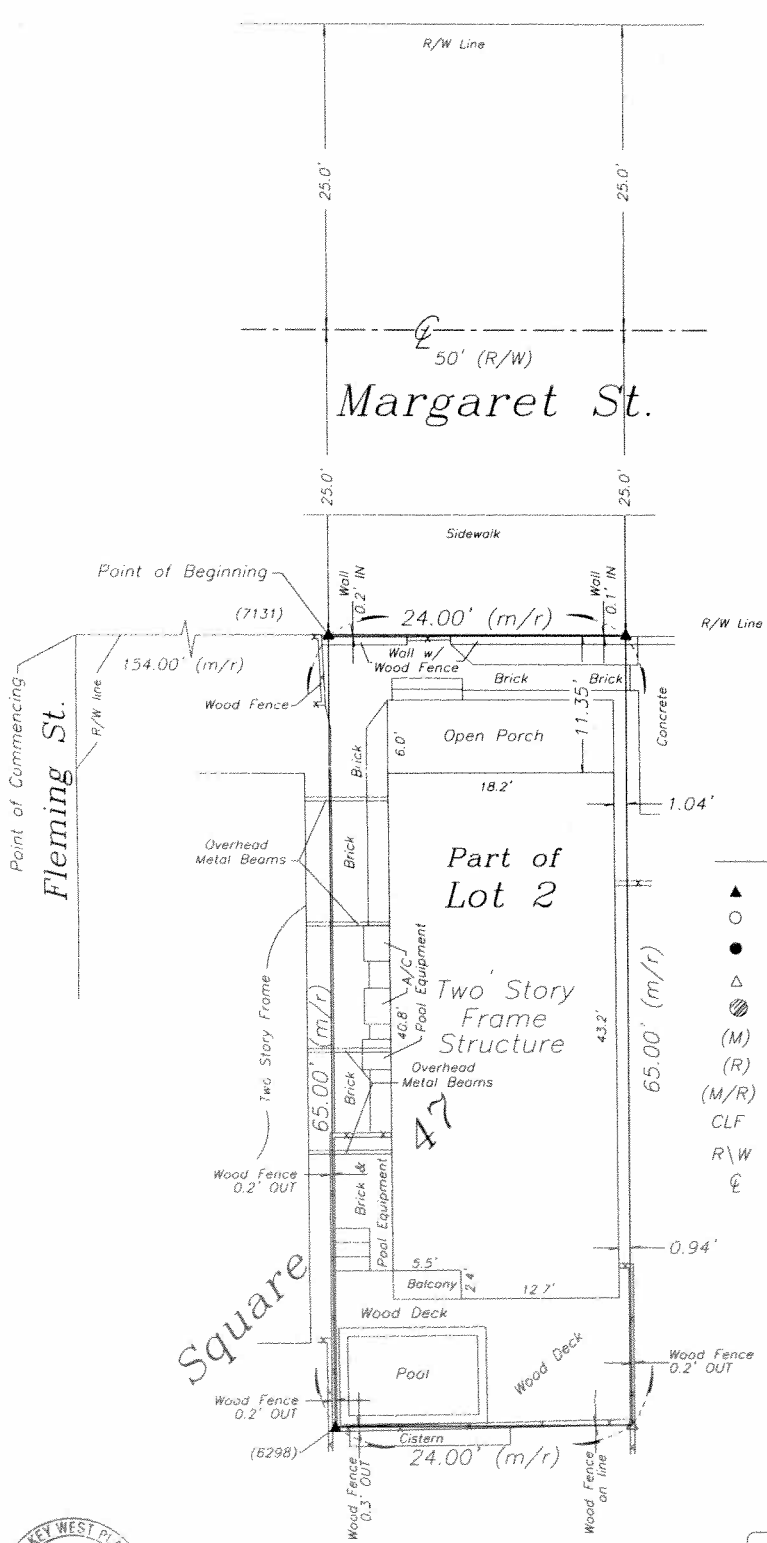 R/W Line
25.0'
25.0'
℄
50' (R/W)
Margaret St.
25.0'
25.0'
Sidewalk
Point of Beginning
(7131)
Wall
0.2' IN
24.00' (m/r)
Wall
0.1' IN
R/W Line
154.00' (m/r)
Point of Commencing
Fleming St.
R/W line
Wood Fence
Wall w/
Wood Fence
Brick
Brick
11.35'
Concrete
Open Porch
6.0'
Brick
18.2'
1.04'
Overhead
Metal Beams
Brick
Part of
Lot 2
▲
○
●
△
(M)
(R)
(M/R)
CLF
R\W
℄
A/C
Pool Equipment
Two Story
Frame
Structure
40.8'
43.2'
65.00' (m/r)
65.00' (m/r)
Two Story Frame
Overhead
Metal Beams
Brick
47
Wood Fence
0.2' OUT
Brick &
Pool Equipment
0.94'
5.5'
Balcony
2.4'
12.7'
Square
Wood Deck
Wood Deck
Pool
Wood Fence
0.2' OUT
Wood Fence
0.2' OUT
Cistern
(6298)
24.00' (m/r)
Wood Fence
0.3' OUT
Wood Fence
on line
KEY WEST